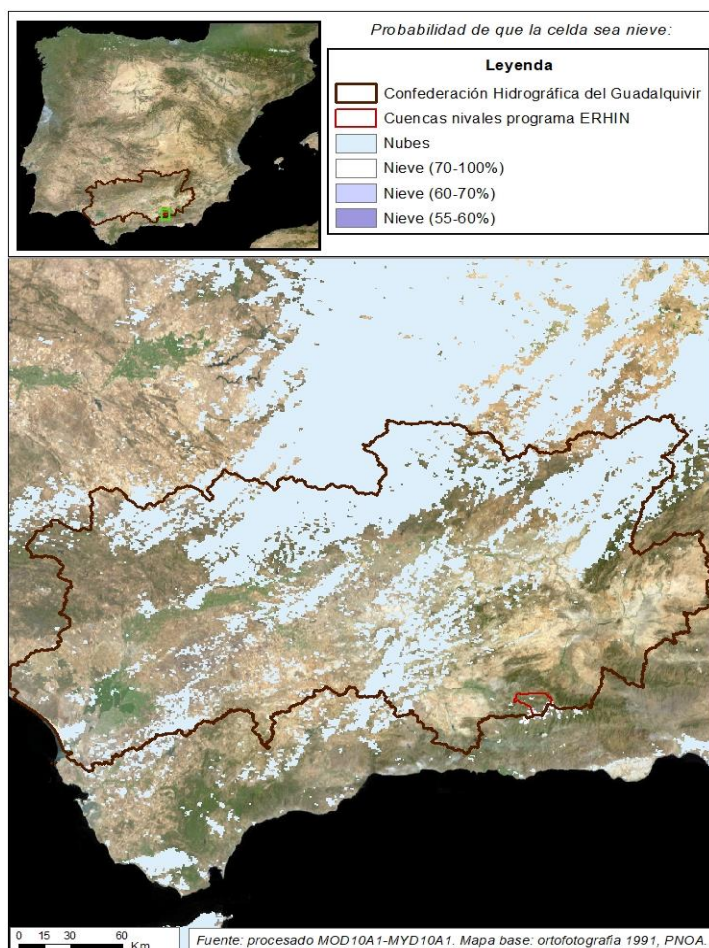 Probabilidad de que la celda sea nieve:
Leyenda
Confederación Hidrográfica del Guadalquivir
Cuencas nivales programa ERHIN
Nubes
Nieve (70-100%)
Nieve (60-70%)
Nieve (55-60%)
0 15 30 60
Km
Fuente: procesado MOD10A1-MYD10A1. Mapa base: ortofotografía 1991, PNOA.